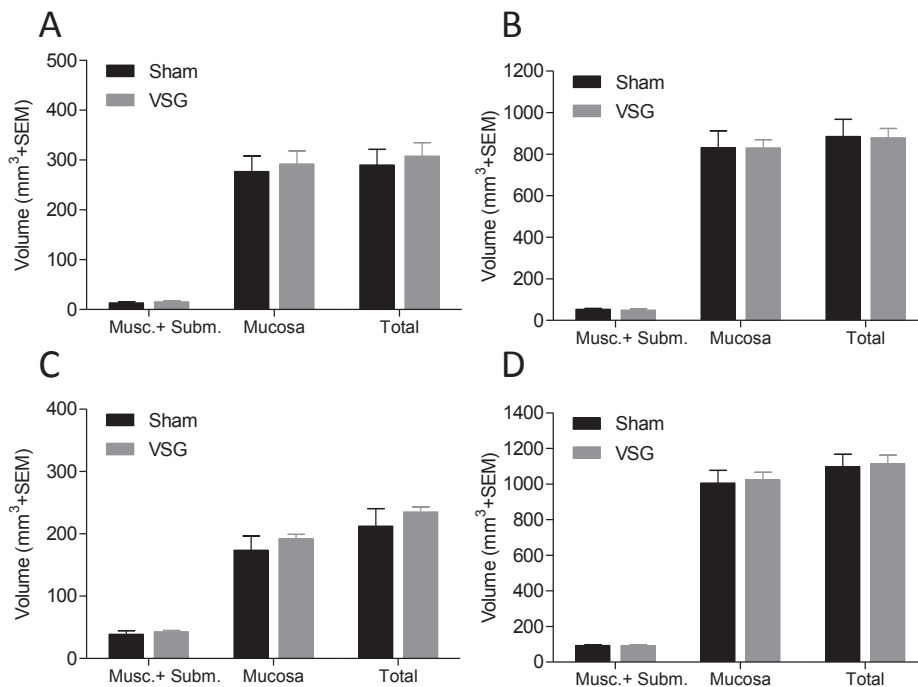 A
Volume (mm³+SEM)
500
400
300
200
100
0
Sham
VSG
Musc.+ Subm.
Mucosa
Total
B
Volume (mm³+SEM)
1200
1000
800
600
400
200
0
Sham
VSG
Musc.+ Subm.
Mucosa
Total
C
Volume (mm³+SEM)
400
300
200
100
0
Sham
VSG
Musc.+ Subm.
Mucosa
Total
D
Volume (mm³+SEM)
1400
1200
1000
800
600
400
200
0
Sham
VSG
Musc.+ Subm.
Mucosa
Total